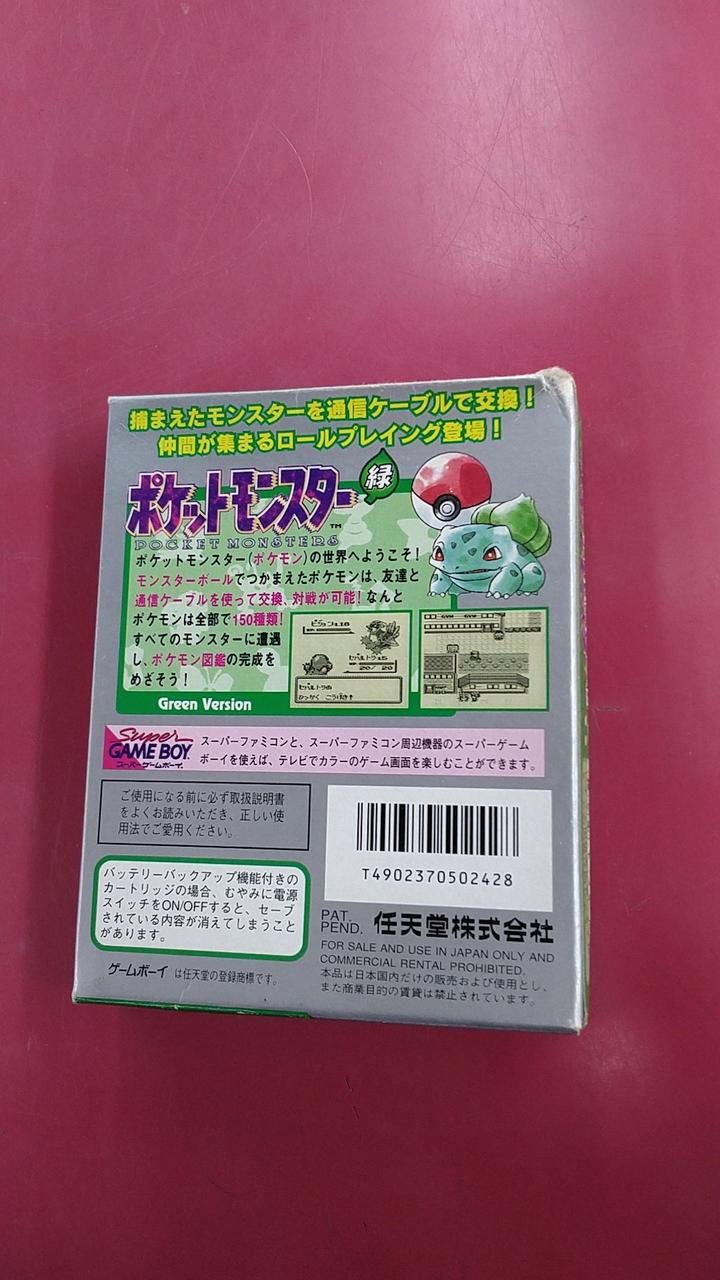 捕まえたモンスターを通信ケーブルで交換！
仲間が集まるロールプレイング登場！
ポケットモンスター 緑
TM
POCKET MONSTERS
ポケットモンスター(ポケモン)の世界へようこそ！
モンスターボールでつかまえたポケモンは、友達と
通信ケーブルを使って交換、対戦が可能！なんと
ポケモンは全部で150種類！
すべてのモンスターに遭遇
し、ポケモン図鑑の完成を
めざそう！
Green Version
Super
GAME BOY
スーパーゲームボーイ
スーパーファミコンと、スーパーファミコン周辺機器のスーパーゲーム
ボーイを使えば、テレビでカラーのゲーム画面を楽しむことができます。
ご使用になる前に必ず取扱説明書
をよくお読みいただき、正しい使
用法でご愛用ください。
T4902370502428
バッテリーバックアップ機能付きの
カートリッジの場合、むやみに電源
スイッチをON/OFFすると、セーブ
されている内容が消えてしまうこと
があります。
PAT.
PEND. 任天堂株式会社
FOR SALE AND USE IN JAPAN ONLY AND
COMMERCIAL RENTAL PROHIBITED.
本品は日本国内だけの販売および使用とし、
また商業目的の賃貸は禁止されています。
ゲームボーイ は任天堂の登録商標です。